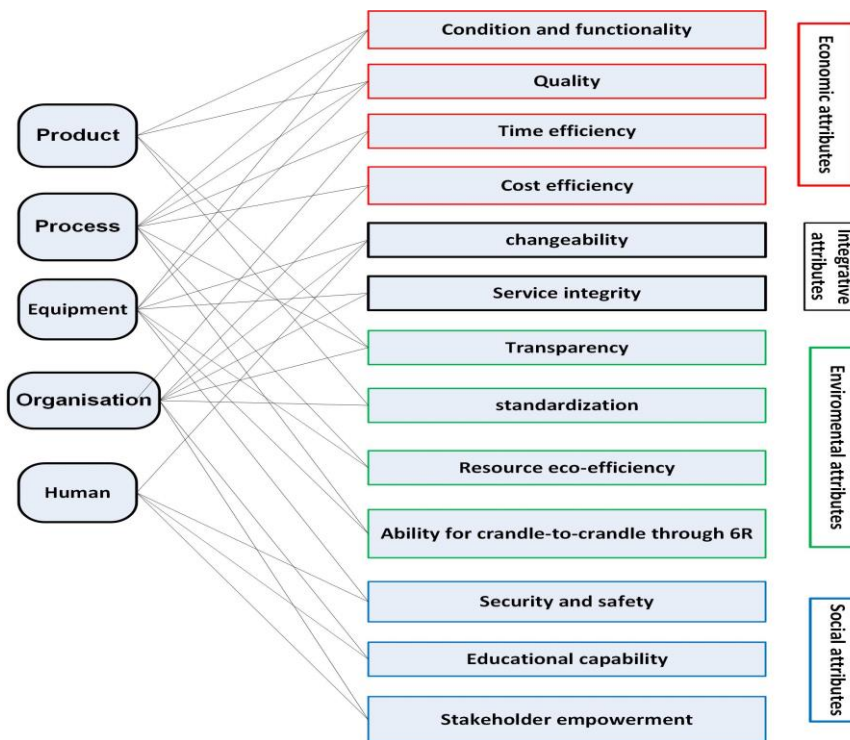 Product
Process
Equipment
Organisation
Human
Condition and functionality
Quality
Time efficiency
Cost efficiency
changeability
Service integrity
Transparency
standardization
Resource eco-efficiency
Ability for crandle-to-crandle through 6R
Security and safety
Educational capability
Stakeholder empowerment
Economic attributes
Integrative
attributes
Enviromental attributes
Social attributes